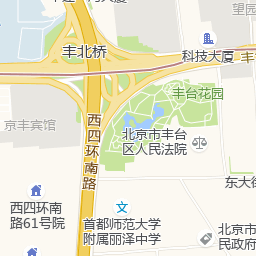 望园
丰北桥
科技大厦
丰台花园
京丰宾馆
北京市丰台
区人民法院
西四环南路
东大街
西四环南
路61号院
首都师范大学
附属丽泽中学
北京市
民政府